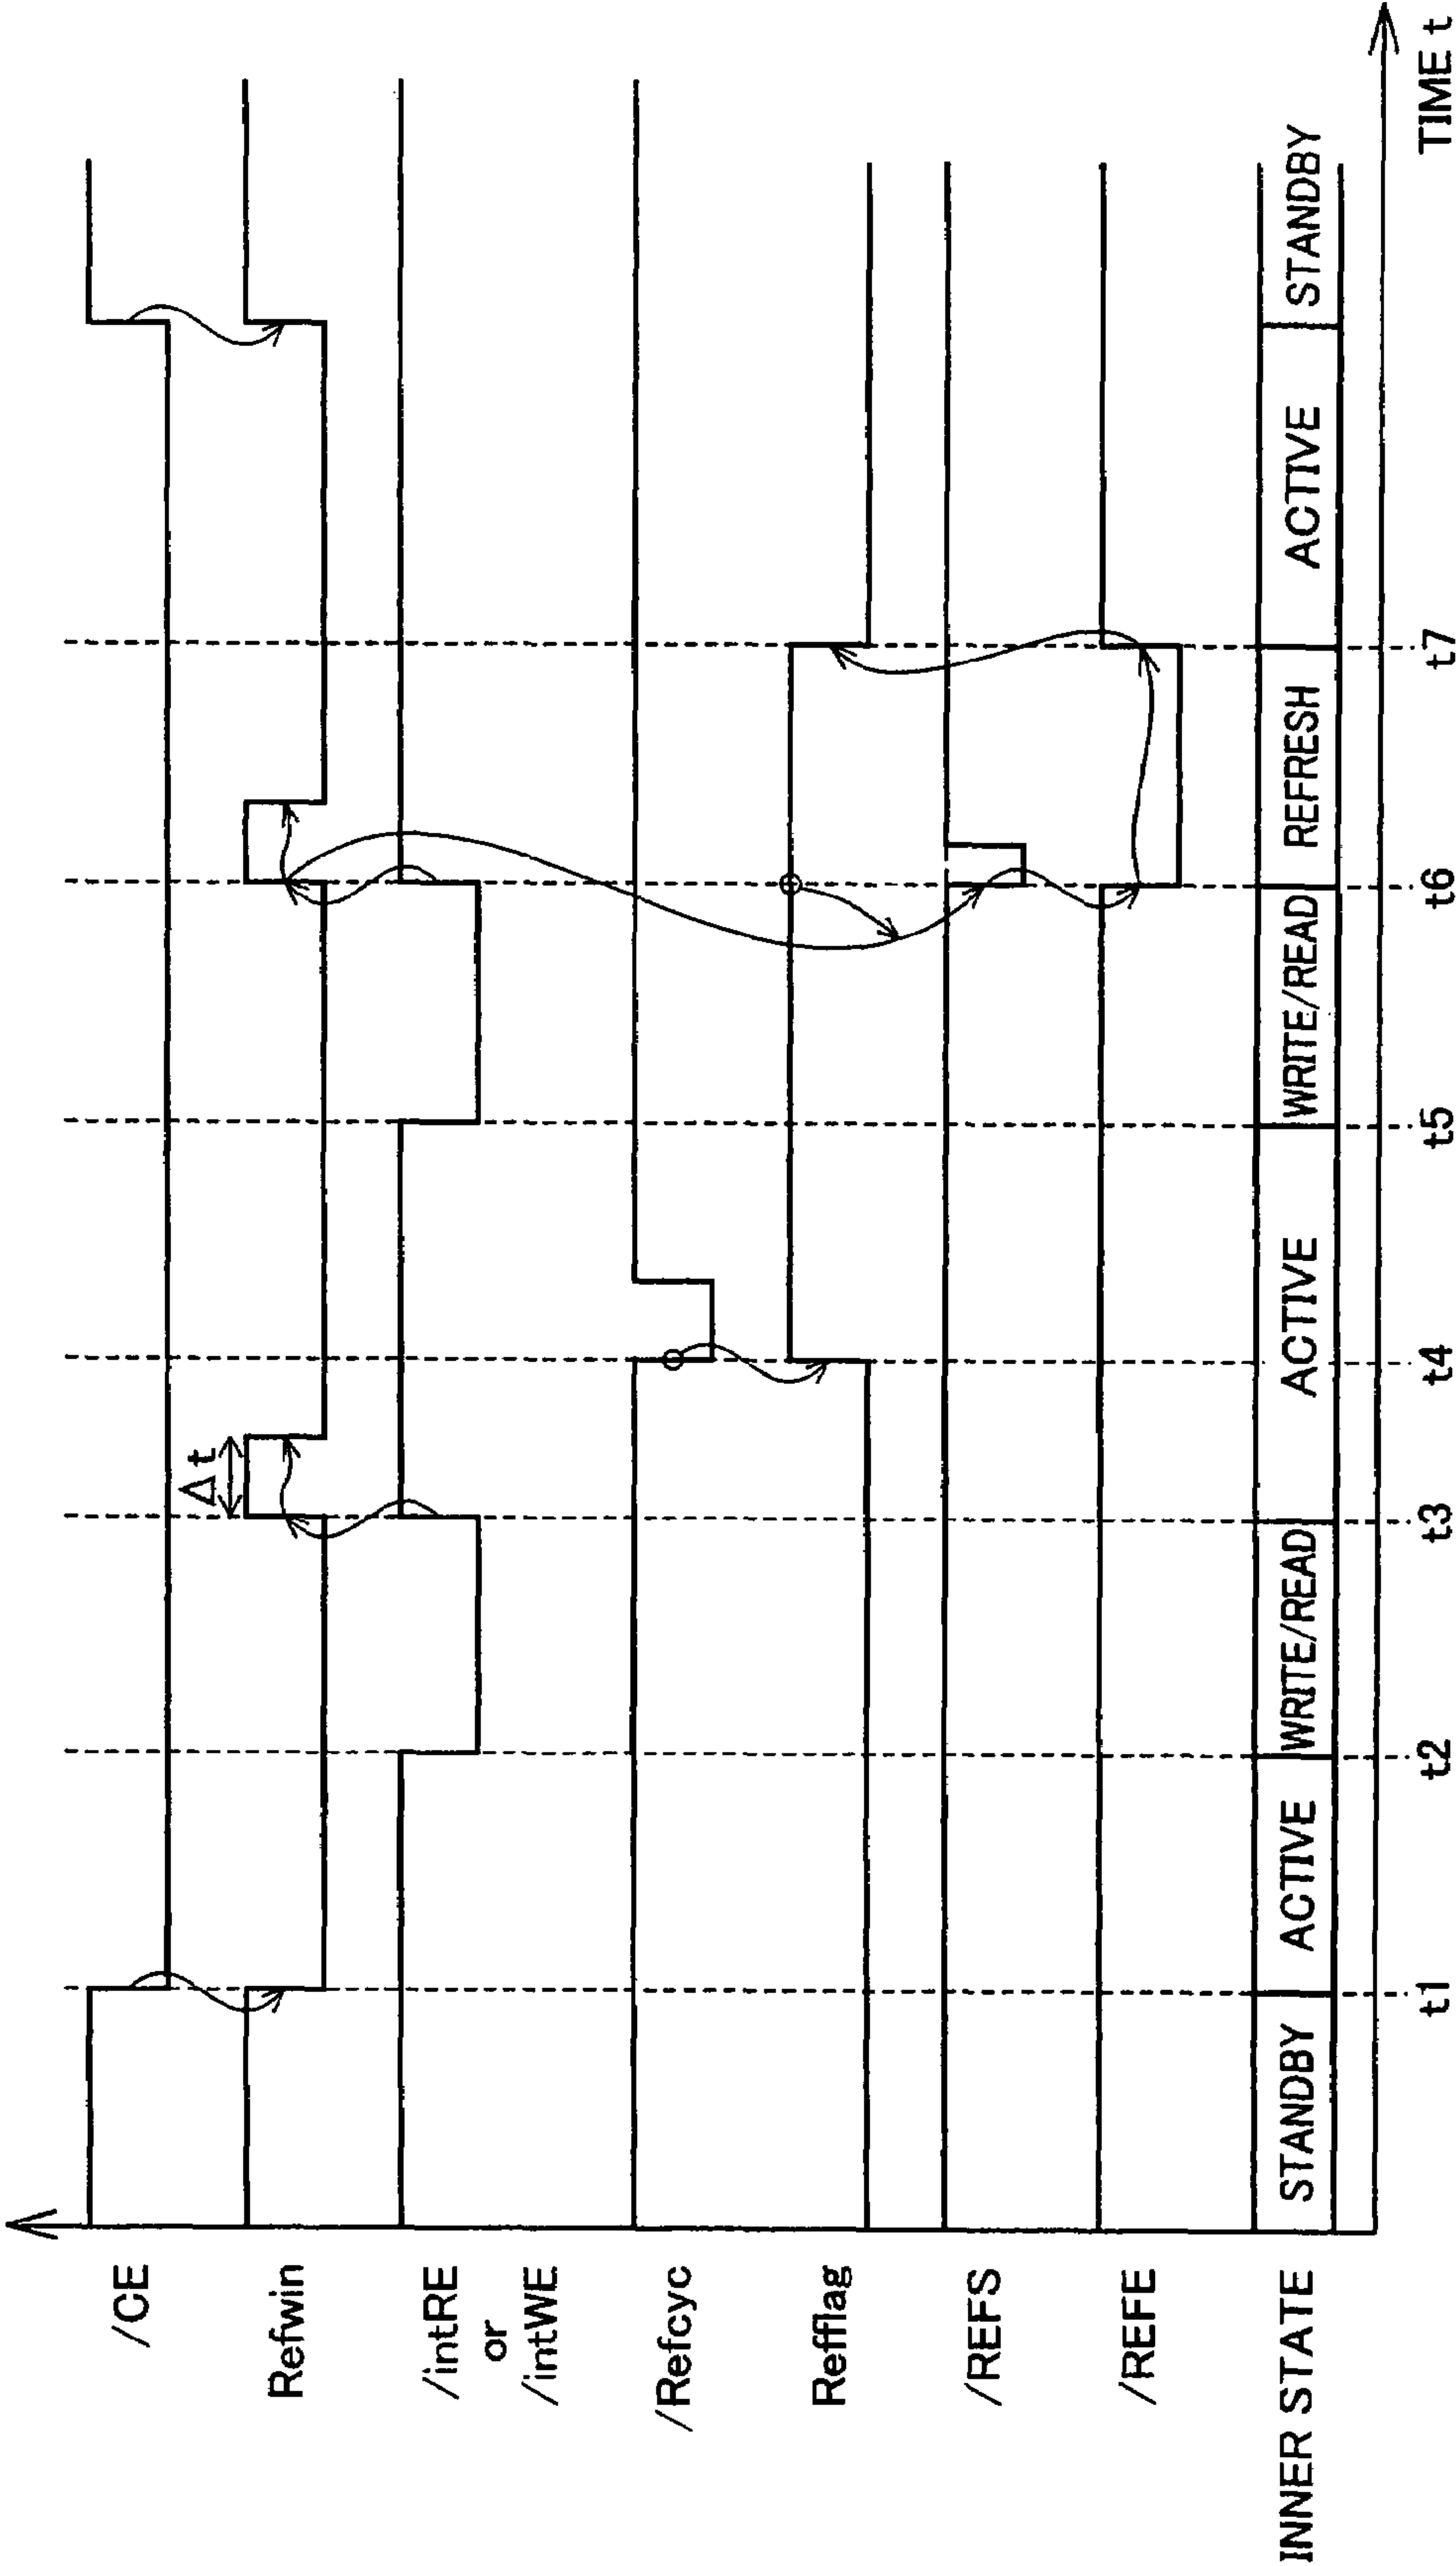 /CE
Refwin
Δt
/intRE
or
/intWE
/Refcyc
Refflag
/REFS
/REFE
INNER STATE
STANDBY
ACTIVE
WRITE/READ
ACTIVE
WRITE/READ
REFRESH
ACTIVE
STANDBY
t1
t2
t3
t4
t5
t6
t7
TIME t